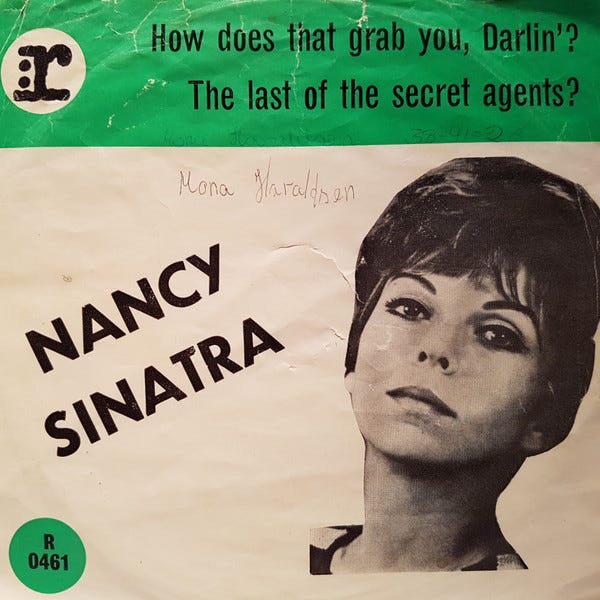 r
How does that grab you, Darlin'?
The last of the secret agents?
Mona Haraldsen
NANCY
SINATRA
R
0461